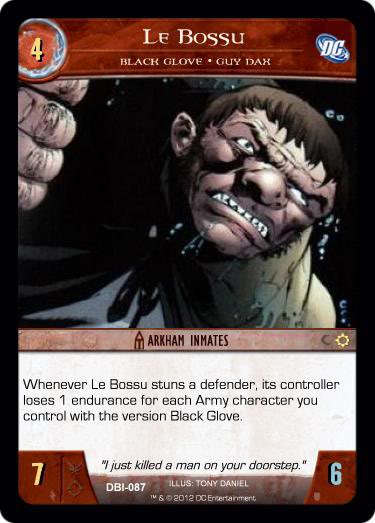 4
Le Bossu
DC
BLACK GLOVE • GUY DAX
ARKHAM INMATES
Whenever Le Bossu stuns a defender, its controller
loses 1 endurance for each Army character you
control with the version Black Glove.
7
"I just killed a man on your doorstep."
6
DBI-087
ILLUS: TONY DANIEL
™ & © 2012 DC Entertainment